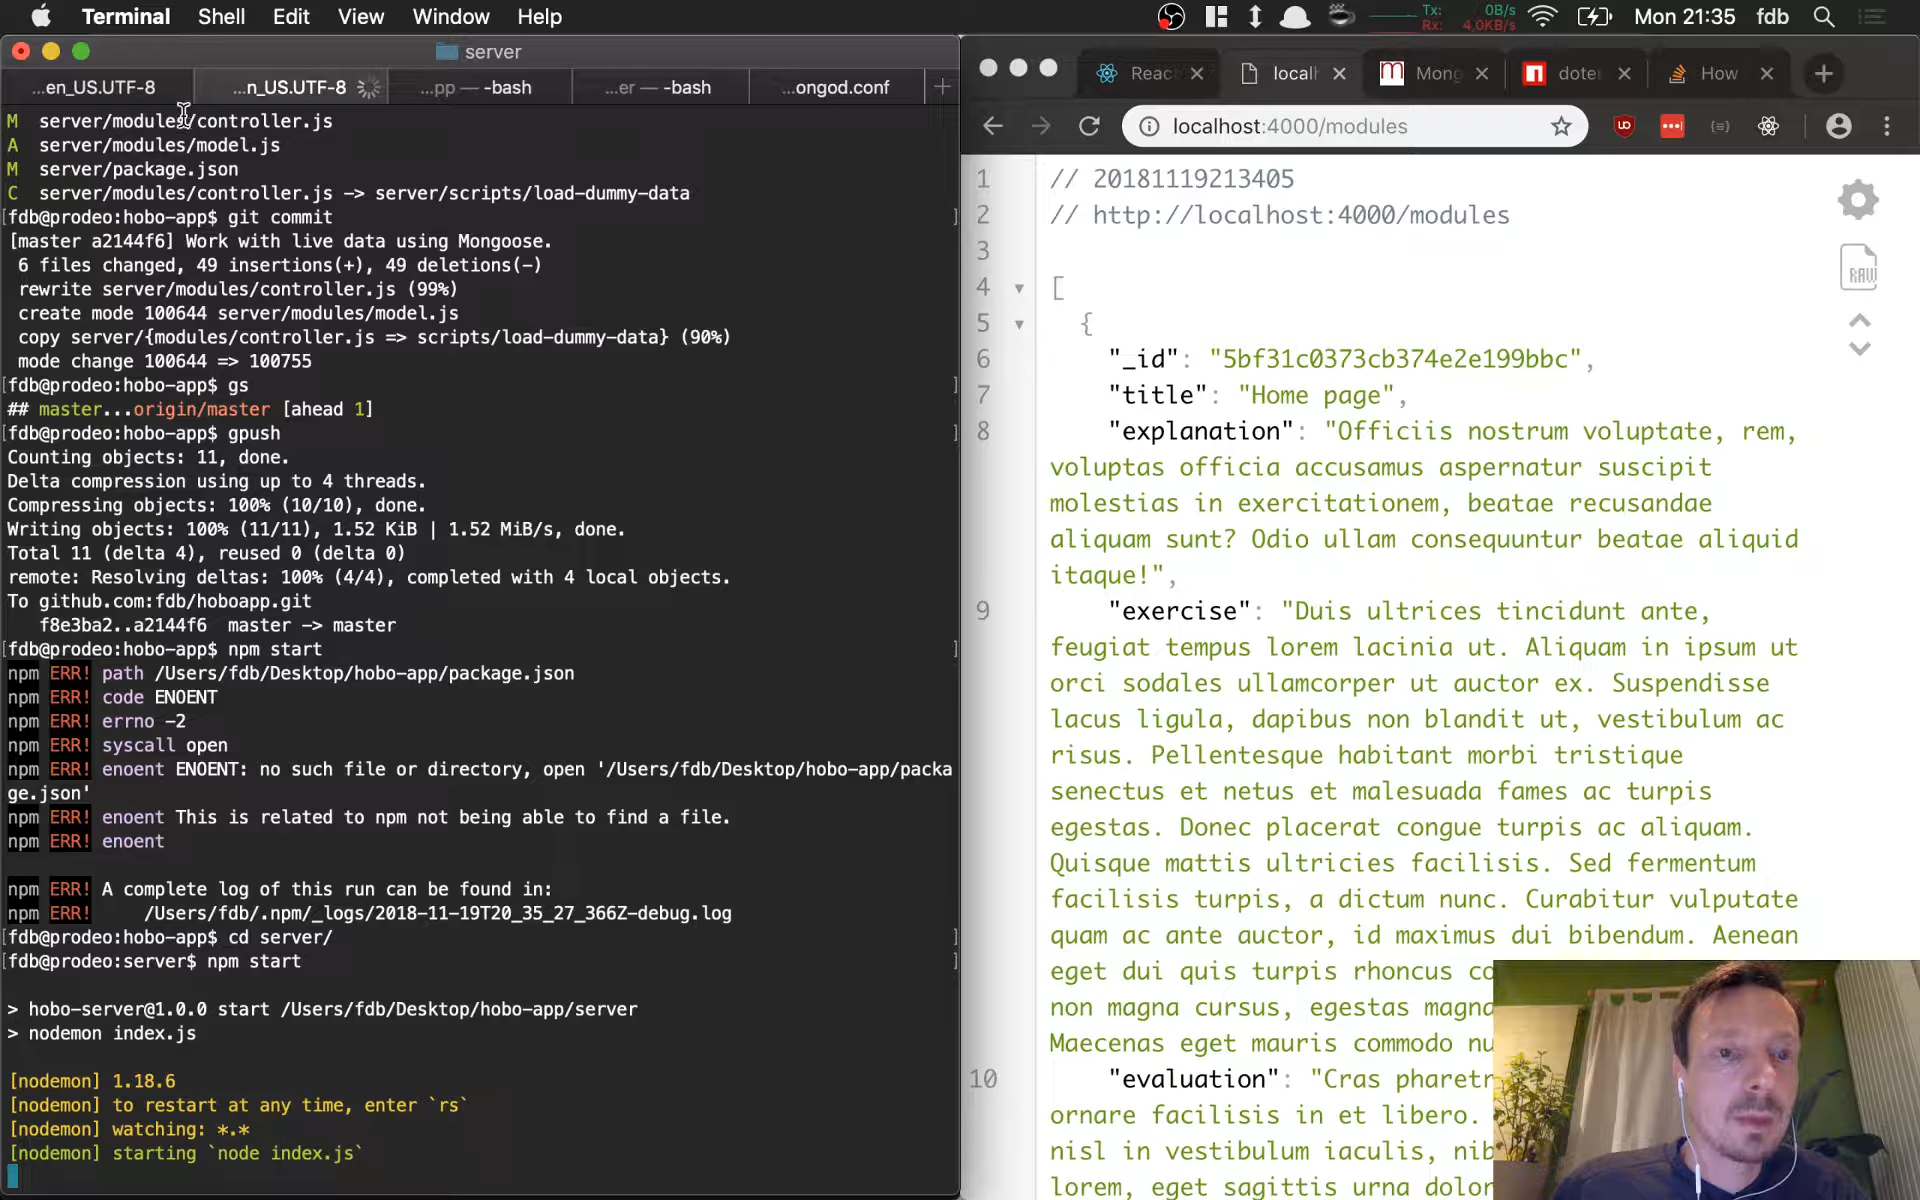 Terminal Shell Edit View Window Help
Tx: 0B/s
Rx: 4,0KB/s
Mon 21:35 fdb
server
...en_US.UTF-8 ...n_US.UTF-8 ...pp — -bash ...er — -bash ...ongod.conf
M server/modules/controller.js
A server/modules/model.js
M server/package.json
C server/modules/controller.js -> server/scripts/load-dummy-data
[fdb@prodeo:hobo-app$ git commit ]
[master a2144f6] Work with live data using Mongoose.
6 files changed, 49 insertions(+), 49 deletions(-)
rewrite server/modules/controller.js (99%)
create mode 100644 server/modules/model.js
copy server/{modules/controller.js => scripts/load-dummy-data} (90%)
mode change 100644 => 100755
[fdb@prodeo:hobo-app$ gs ]
## master...origin/master [ahead 1]
[fdb@prodeo:hobo-app$ gpush ]
Counting objects: 11, done.
Delta compression using up to 4 threads.
Compressing objects: 100% (10/10), done.
Writing objects: 100% (11/11), 1.52 KiB | 1.52 MiB/s, done.
Total 11 (delta 4), reused 0 (delta 0)
remote: Resolving deltas: 100% (4/4), completed with 4 local objects.
To github.com:fdb/hoboapp.git
f8e3ba2..a2144f6 master -> master
[fdb@prodeo:hobo-app$ npm start ]
npm ERR! path /Users/fdb/Desktop/hobo-app/package.json
npm ERR! code ENOENT
npm ERR! errno -2
npm ERR! syscall open
npm ERR! enoent ENOENT: no such file or directory, open '/Users/fdb/Desktop/hobo-app/packa
ge.json'
npm ERR! enoent This is related to npm not being able to find a file.
npm ERR! enoent
npm ERR! A complete log of this run can be found in:
npm ERR! /Users/fdb/.npm/_logs/2018-11-19T20_35_27_366Z-debug.log
[fdb@prodeo:hobo-app$ cd server/ ]
[fdb@prodeo:server$ npm start ]
> hobo-server@1.0.0 start /Users/fdb/Desktop/hobo-app/server
> nodemon index.js
[nodemon] 1.18.6
[nodemon] to restart at any time, enter `rs`
[nodemon] watching: *.*
[nodemon] starting `node index.js`
Reac local Mong doter How
localhost:4000/modules
1 // 20181119213405
2 // http://localhost:4000/modules
3
4 [
5 {
6 "_id": "5bf31c0373cb374e2e199bbc",
7 "title": "Home page",
8 "explanation": "Officiis nostrum voluptate, rem,
voluptas officia accusamus aspernatur suscipit
molestias in exercitationem, beatae recusandae
aliquam sunt? Odio ullam consequuntur beatae aliquid
itaque!",
9 "exercise": "Duis ultrices tincidunt ante,
feugiat tempus lorem lacinia ut. Aliquam in ipsum ut
orci sodales ullamcorper ut auctor ex. Suspendisse
lacus ligula, dapibus non blandit ut, vestibulum ac
risus. Pellentesque habitant morbi tristique
senectus et netus et malesuada fames ac turpis
egestas. Donec placerat congue turpis ac aliquam.
Quisque mattis ultricies facilisis. Sed fermentum
facilisis turpis, a dictum nunc. Curabitur vulputate
quam ac ante auctor, id maximus dui bibendum. Aenean
eget dui quis turpis rhoncus co
non magna cursus, egestas magna
Maecenas eget mauris commodo nu
10 "evaluation": "Cras pharetr
ornare facilisis in et libero.
nisl in vestibulum iaculis, nib
lorem, eget sagittis urna dolor
RAW